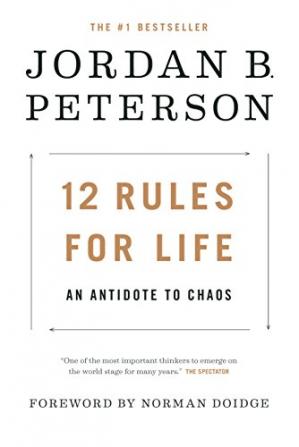 THE #1 BESTSELLER
JORDAN B.
PETERSON
12 RULES
FOR LIFE
AN ANTIDOTE TO CHAOS
"One of the most important thinkers to emerge on
the world stage for many years." THE SPECTATOR
FOREWORD BY NORMAN DOIDGE